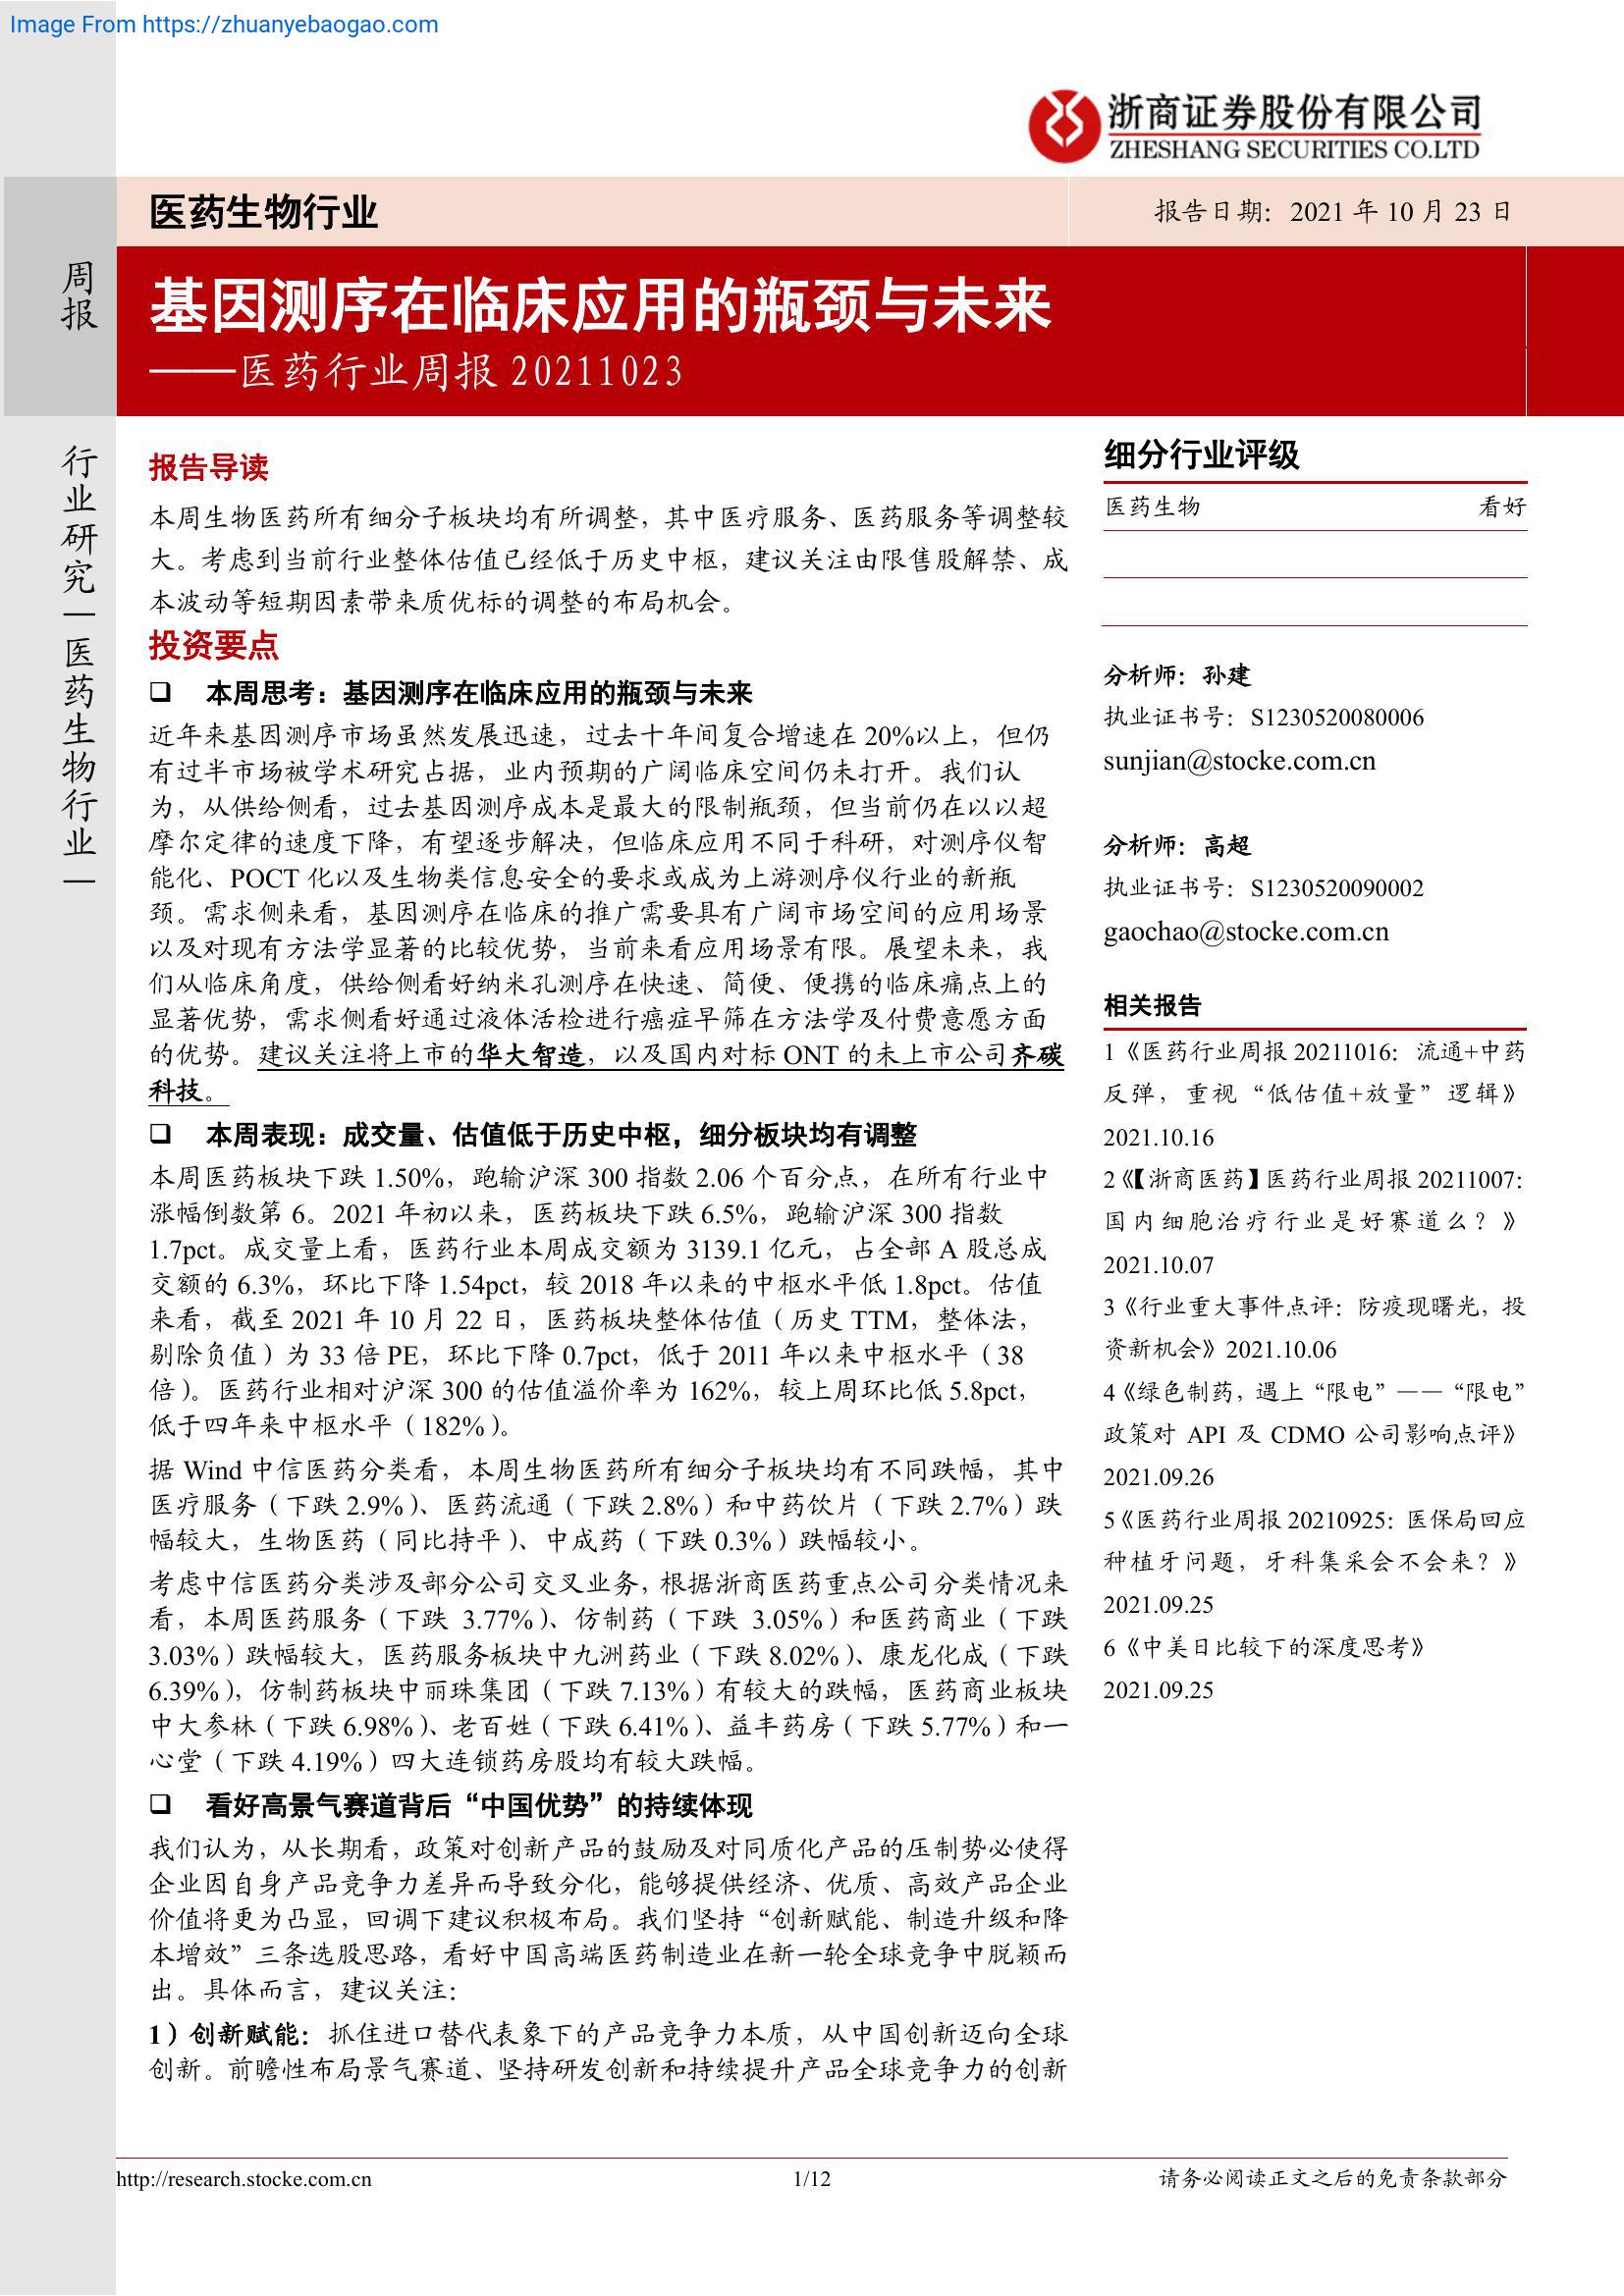 Image From https://zhuanyebaogao.com
浙商证券股份有限公司
ZHESHANG SECURITIES CO.LTD
医药生物行业
报告日期：2021 年 10 月 23 日
周报
基因测序在临床应用的瓶颈与未来
——医药行业周报 20211023
行业研究—医药生物行业—
报告导读
本周生物医药所有细分子板块均有所调整，其中医疗服务、医药服务等调整较
大。考虑到当前行业整体估值已经低于历史中枢，建议关注由限售股解禁、成
本波动等短期因素带来质优标的调整的布局机会。
投资要点
❑ 本周思考：基因测序在临床应用的瓶颈与未来
近年来基因测序市场虽然发展迅速，过去十年间复合增速在 20%以上，但仍
有过半市场被学术研究占据，业内预期的广阔临床空间仍未打开。我们认
为，从供给侧看，过去基因测序成本是最大的限制瓶颈，但当前仍在以以超
摩尔定律的速度下降，有望逐步解决，但临床应用不同于科研，对测序仪智
能化、POCT 化以及生物类信息安全的要求或成为上游测序仪行业的新瓶
颈。需求侧来看，基因测序在临床的推广需要具有广阔市场空间的应用场景
以及对现有方法学显著的比较优势，当前来看应用场景有限。展望未来，我
们从临床角度，供给侧看好纳米孔测序在快速、简便、便携的临床痛点上的
显著优势，需求侧看好通过液体活检进行癌症早筛在方法学及付费意愿方面
的优势。建议关注将上市的华大智造，以及国内对标 ONT 的未上市公司齐碳
科技。
❑ 本周表现：成交量、估值低于历史中枢，细分板块均有调整
本周医药板块下跌 1.50%，跑输沪深 300 指数 2.06 个百分点，在所有行业中
涨幅倒数第 6。2021 年初以来，医药板块下跌 6.5%，跑输沪深 300 指数
1.7pct。成交量上看，医药行业本周成交额为 3139.1 亿元，占全部 A 股总成
交额的 6.3%，环比下降 1.54pct，较 2018 年以来的中枢水平低 1.8pct。估值
来看，截至 2021 年 10 月 22 日，医药板块整体估值（历史 TTM，整体法，
剔除负值）为 33 倍 PE，环比下降 0.7pct，低于 2011 年以来中枢水平（38
倍）。医药行业相对沪深 300 的估值溢价率为 162%，较上周环比低 5.8pct，
低于四年来中枢水平（182%）。
据 Wind 中信医药分类看，本周生物医药所有细分子板块均有不同跌幅，其中
医疗服务（下跌 2.9%）、医药流通（下跌 2.8%）和中药饮片（下跌 2.7%）跌
幅较大，生物医药（同比持平）、中成药（下跌 0.3%）跌幅较小。
考虑中信医药分类涉及部分公司交叉业务，根据浙商医药重点公司分类情况来
看，本周医药服务（下跌 3.77%）、仿制药（下跌 3.05%）和医药商业（下跌
3.03%）跌幅较大，医药服务板块中九洲药业（下跌 8.02%）、康龙化成（下跌
6.39%），仿制药板块中丽珠集团（下跌 7.13%）有较大的跌幅，医药商业板块
中大参林（下跌 6.98%）、老百姓（下跌 6.41%）、益丰药房（下跌 5.77%）和一
心堂（下跌 4.19%）四大连锁药房股均有较大跌幅。
❑ 看好高景气赛道背后“中国优势”的持续体现
我们认为，从长期看，政策对创新产品的鼓励及对同质化产品的压制势必使得
企业因自身产品竞争力差异而导致分化，能够提供经济、优质、高效产品企业
价值将更为凸显，回调下建议积极布局。我们坚持“创新赋能、制造升级和降
本增效”三条选股思路，看好中国高端医药制造业在新一轮全球竞争中脱颖而
出。具体而言，建议关注：
1）创新赋能：抓住进口替代表象下的产品竞争力本质，从中国创新迈向全球
创新。前瞻性布局景气赛道、坚持研发创新和持续提升产品全球竞争力的创新
细分行业评级
医药生物 看好
分析师：孙建
执业证书号：S1230520080006
sunjian@stocke.com.cn
分析师：高超
执业证书号：S1230520090002
gaochao@stocke.com.cn
相关报告
1《医药行业周报 20211016：流通+中药
反弹，重视“低估值+放量”逻辑》
2021.10.16
2《【浙商医药】医药行业周报 20211007：
国内细胞治疗行业是好赛道么？》
2021.10.07
3《行业重大事件点评：防疫现曙光，投
资新机会》2021.10.06
4《绿色制药，遇上“限电”——“限电”
政策对 API 及 CDMO 公司影响点评》
2021.09.26
5《医药行业周报 20210925：医保局回应
种植牙问题，牙科集采会不会来？》
2021.09.25
6《中美日比较下的深度思考》
2021.09.25
http://research.stocke.com.cn
1/12
请务必阅读正文之后的免责条款部分